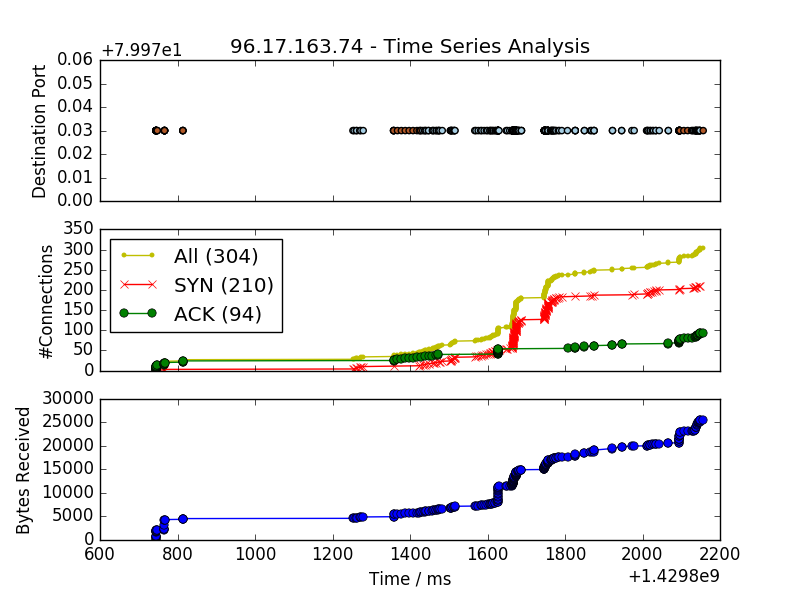 +7.997e1
96.17.163.74 - Time Series Analysis
Destination Port
0.06
0.05
0.04
0.03
0.02
0.01
0.00
#Connections
350
300
250
200
150
100
50
0
All (304)
SYN (210)
ACK (94)
Bytes Received
30000
25000
20000
15000
10000
5000
0
600 800 1000 1200 1400 1600 1800 2000 2200
Time / ms
+1.4298e9